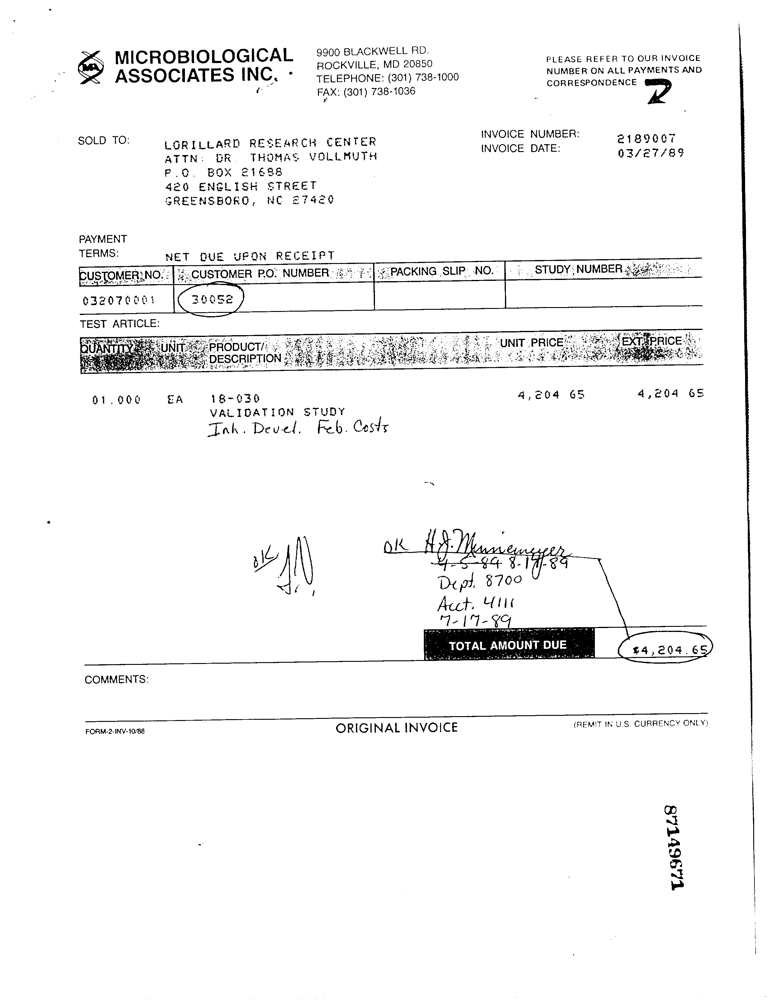 MICROBIOLOGICAL
ASSOCIATES INC.
9900 BLACKWELL RD.
ROCKVILLE, MD 20850
TELEPHONE: (301) 738-1000
FAX: (301) 738-1036
PLEASE REFER TO OUR INVOICE
NUMBER ON ALL PAYMENTS AND
CORRESPONDENCE
SOLD TO:
LORILLARD RESEARCH CENTER
ATTN: DR. THOMAS VOLLMUTH
P.O. BOX 21688
420 ENGLISH STREET
GREENSBORO, NC 27420
INVOICE NUMBER: 2189007
INVOICE DATE: 03/27/89
PAYMENT
TERMS: NET DUE UPON RECEIPT
CUSTOMER NO. CUSTOMER P.O. NUMBER PACKING SLIP NO. STUDY NUMBER
032070001 30052
TEST ARTICLE:
QUANTITY UNIT PRODUCT/ DESCRIPTION UNIT PRICE EXT. PRICE
01.000 EA 18-030 4,204 65 4,204 65
VALIDATION STUDY
Inh. Devel. Feb. Costs
OK
OK H.J. Minnemeyer
4-5-89 8-17-89
Dept. 8700
Acct. 4111
7-17-89
TOTAL AMOUNT DUE $4,204.65
COMMENTS:
FORM-2-INV-10/88 ORIGINAL INVOICE (REMIT IN U.S. CURRENCY ONLY)
87149671